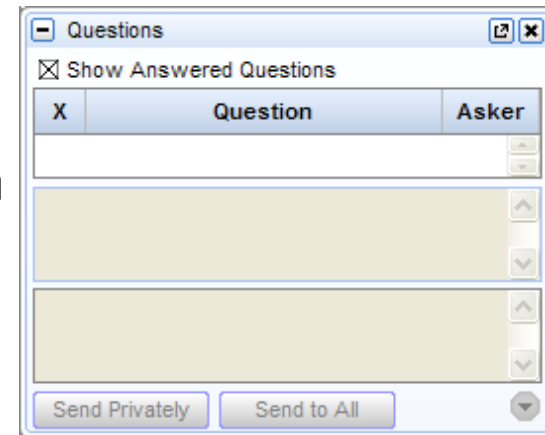 Questions
Show Answered Questions
X Question Asker
Send Privately Send to All